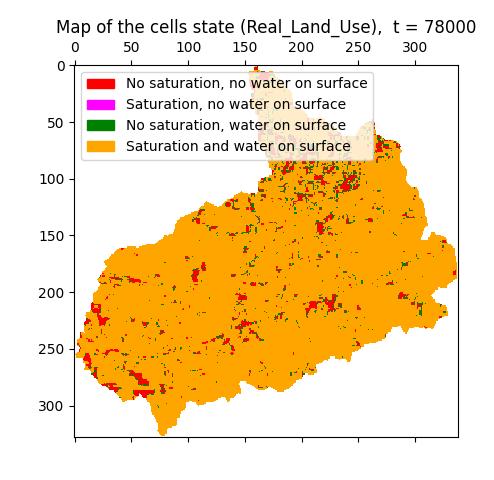 Map of the cells state (Real_Land_Use),  t = 78000
0 50 100 150 200 250 300
0
No saturation, no water on surface
Saturation, no water on surface
50
No saturation, water on surface
Saturation and water on surface
100
150
200
250
300